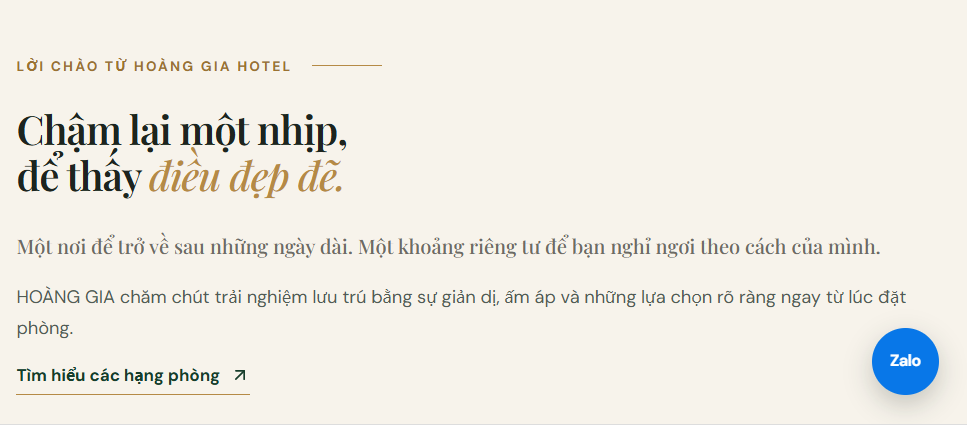 LỜI CHÀO TỪ HOÀNG GIA HOTEL
Chậm lại một nhịp,
để thấy điều đẹp đẽ.
Một nơi để trở về sau những ngày dài. Một khoảng riêng tư để bạn nghỉ ngơi theo cách của mình.
HOÀNG GIA chăm chút trải nghiệm lưu trú bằng sự giản dị, ấm áp và những lựa chọn rõ ràng ngay từ lúc đặt
phòng.
Tìm hiểu các hạng phòng ↗
Zalo